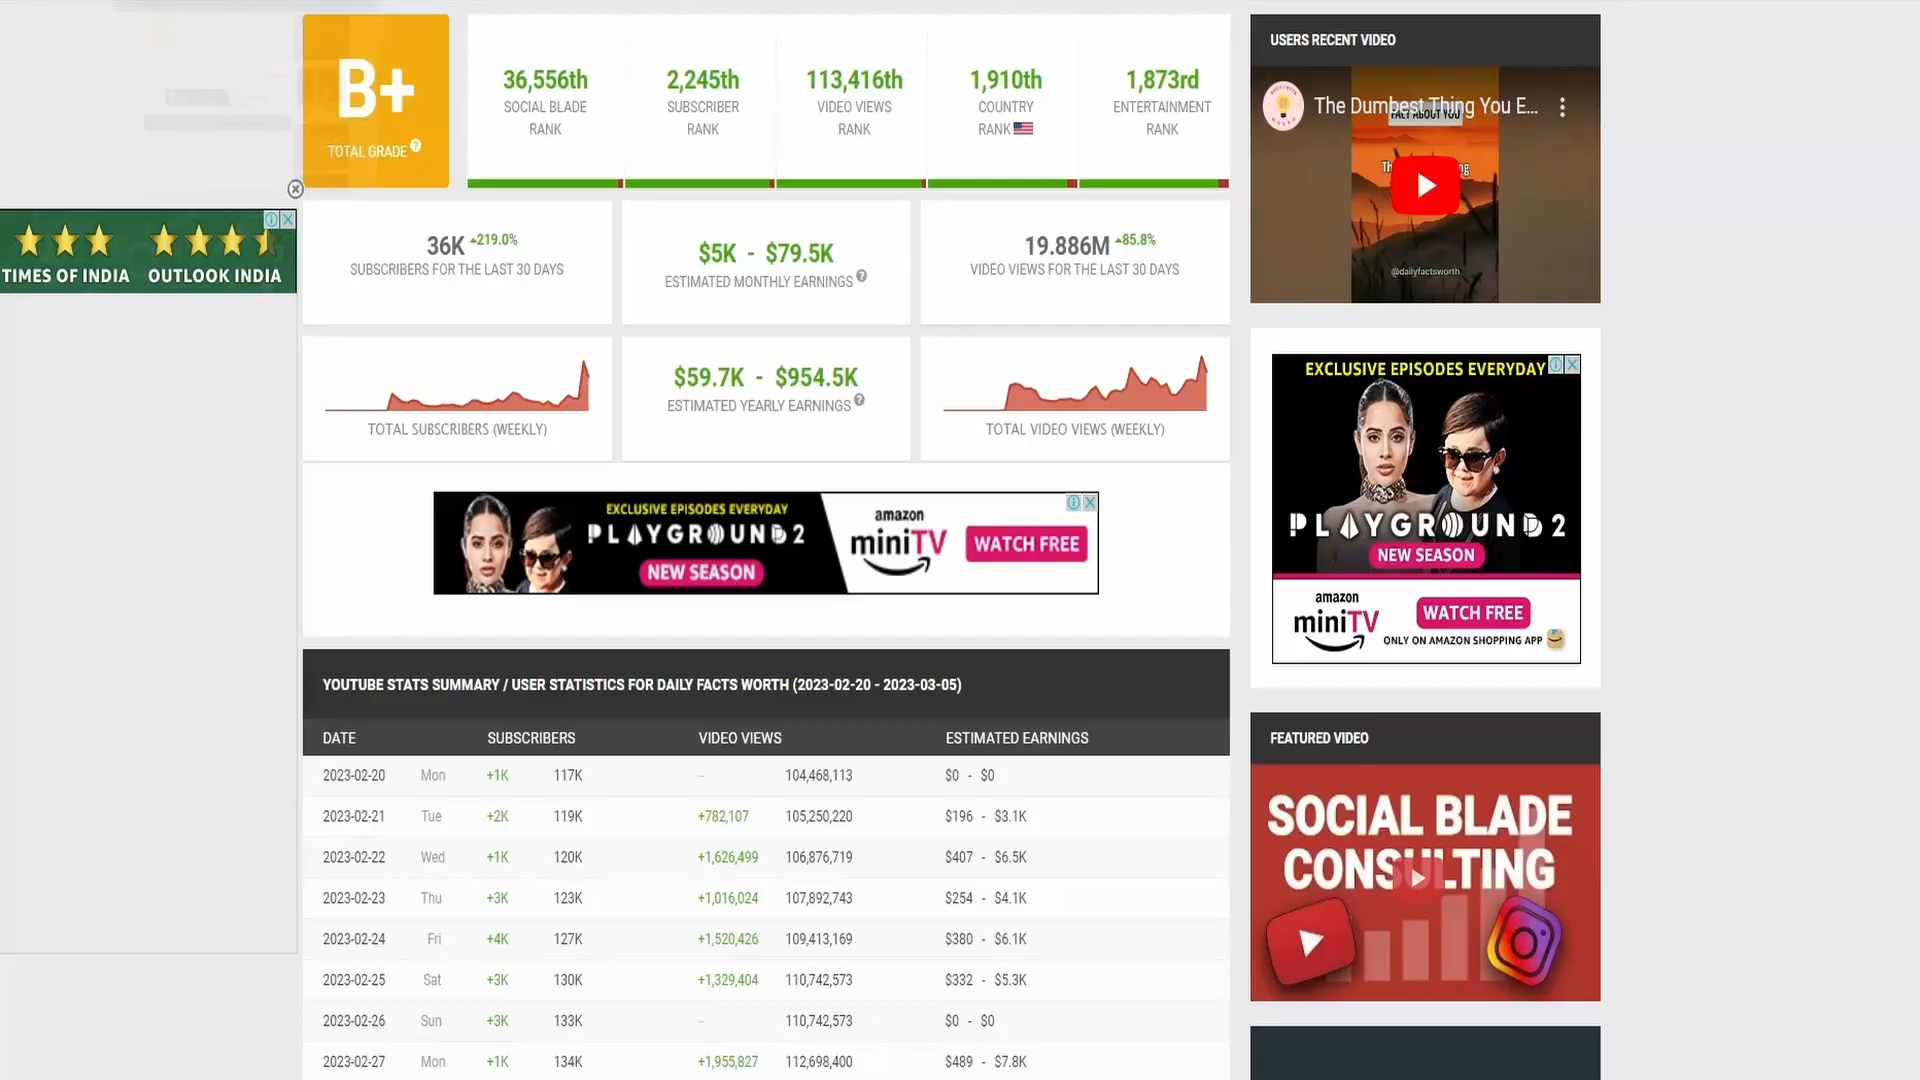 B+
TOTAL GRADE
36,556th
SOCIAL BLADE
RANK
2,245th
SUBSCRIBER
RANK
113,416th
VIDEO VIEWS
RANK
1,910th
COUNTRY
RANK
1,873rd
ENTERTAINMENT
RANK
TIMES OF INDIA
OUTLOOK INDIA
36K 219.0%
SUBSCRIBERS FOR THE LAST 30 DAYS
$5K - $79.5K
ESTIMATED MONTHLY EARNINGS
19.886M 85.8%
VIDEO VIEWS FOR THE LAST 30 DAYS
TOTAL SUBSCRIBERS (WEEKLY)
$59.7K - $954.5K
ESTIMATED YEARLY EARNINGS
TOTAL VIDEO VIEWS (WEEKLY)
EXCLUSIVE EPISODES EVERYDAY
PLAYGROUND 2
NEW SEASON
amazon
miniTV
WATCH FREE
YOUTUBE STATS SUMMARY / USER STATISTICS FOR DAILY FACTS WORTH (2023-02-20 - 2023-03-05)
DATE SUBSCRIBERS VIDEO VIEWS ESTIMATED EARNINGS
2023-02-20 Mon +1K 117K -- 104,468,113 $0 - $0
2023-02-21 Tue +2K 119K +782,107 105,250,220 $196 - $3.1K
2023-02-22 Wed +1K 120K +1,626,499 106,876,719 $407 - $6.5K
2023-02-23 Thu +3K 123K +1,016,024 107,892,743 $254 - $4.1K
2023-02-24 Fri +4K 127K +1,520,426 109,413,169 $380 - $6.1K
2023-02-25 Sat +3K 130K +1,329,404 110,742,573 $332 - $5.3K
2023-02-26 Sun +3K 133K -- 110,742,573 $0 - $0
2023-02-27 Mon +1K 134K +1,955,827 112,698,400 $489 - $7.8K
USERS RECENT VIDEO
The Dumbest Thing You E...
FACT ABOUT YOU
@dailyfactsworth
EXCLUSIVE EPISODES EVERYDAY
PLAYGROUND 2
NEW SEASON
amazon
miniTV
WATCH FREE
ONLY ON AMAZON SHOPPING APP
FEATURED VIDEO
SOCIAL BLADE
CONSULTING